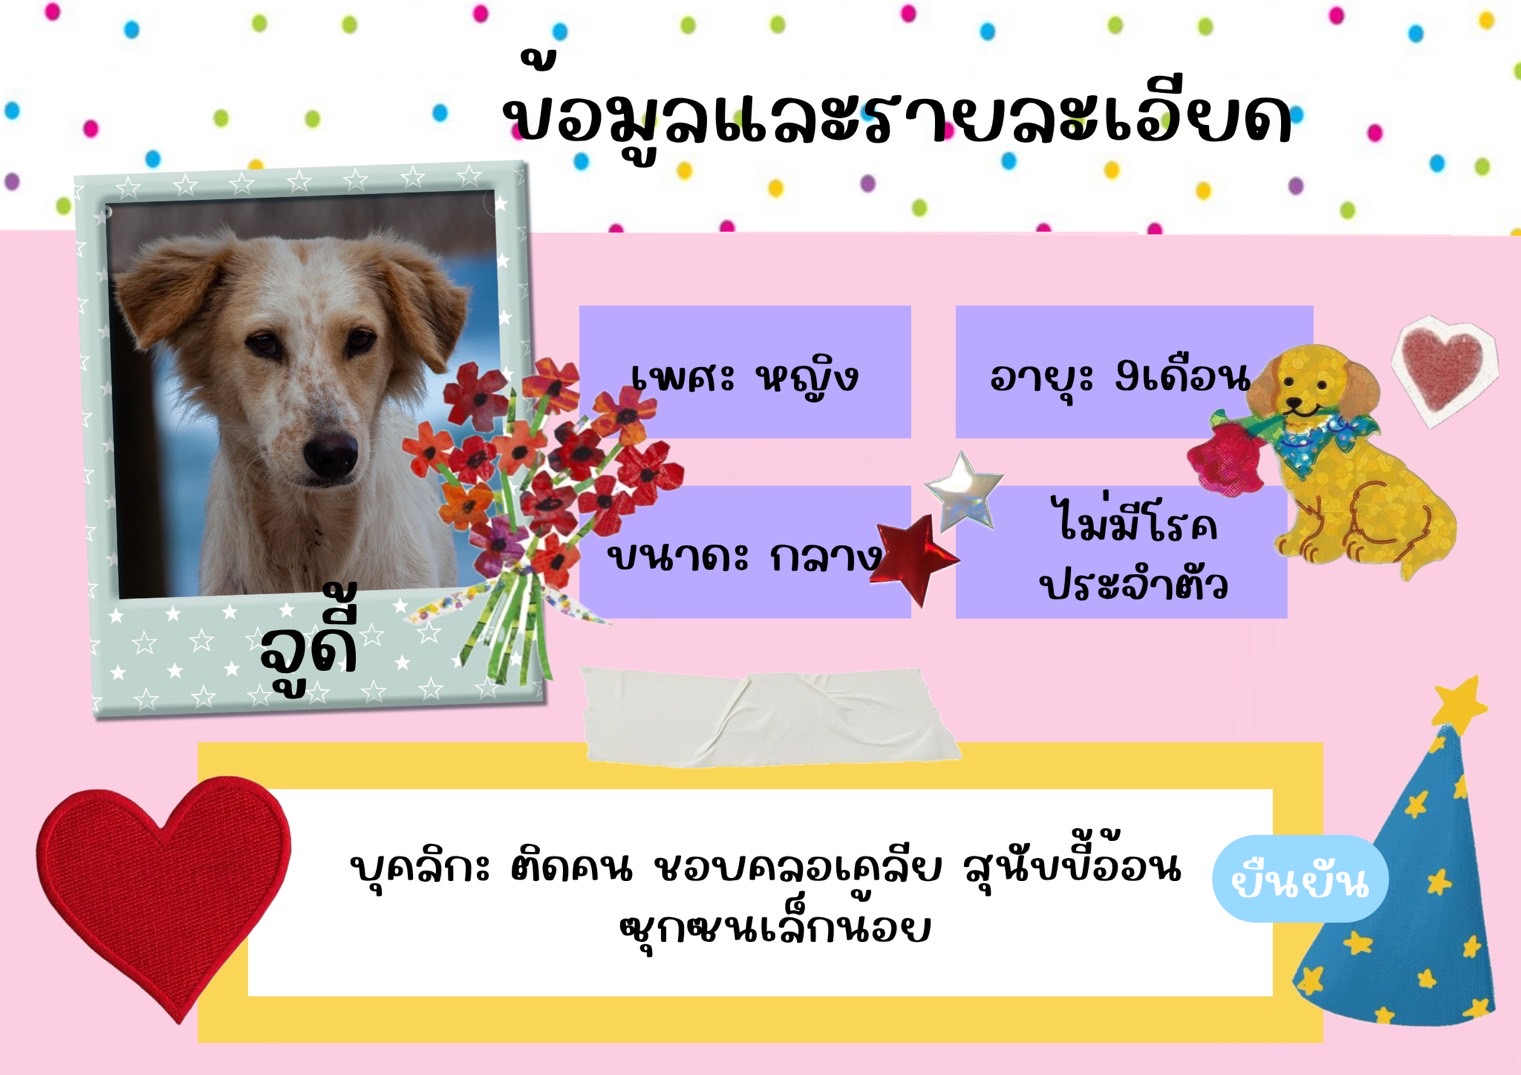 ข้อมูลและรายละเอียด
เพศ: หญิง
อายุ: 9เดือน
ขนาด: กลาง
ไม่มีโรค
ประจำตัว
จูดี้
บุคลิก: ติดคน ชอบคลอเคลีย สุนัขขี้อ้อน
ซุกซนเล็กน้อย
ยืนยัน